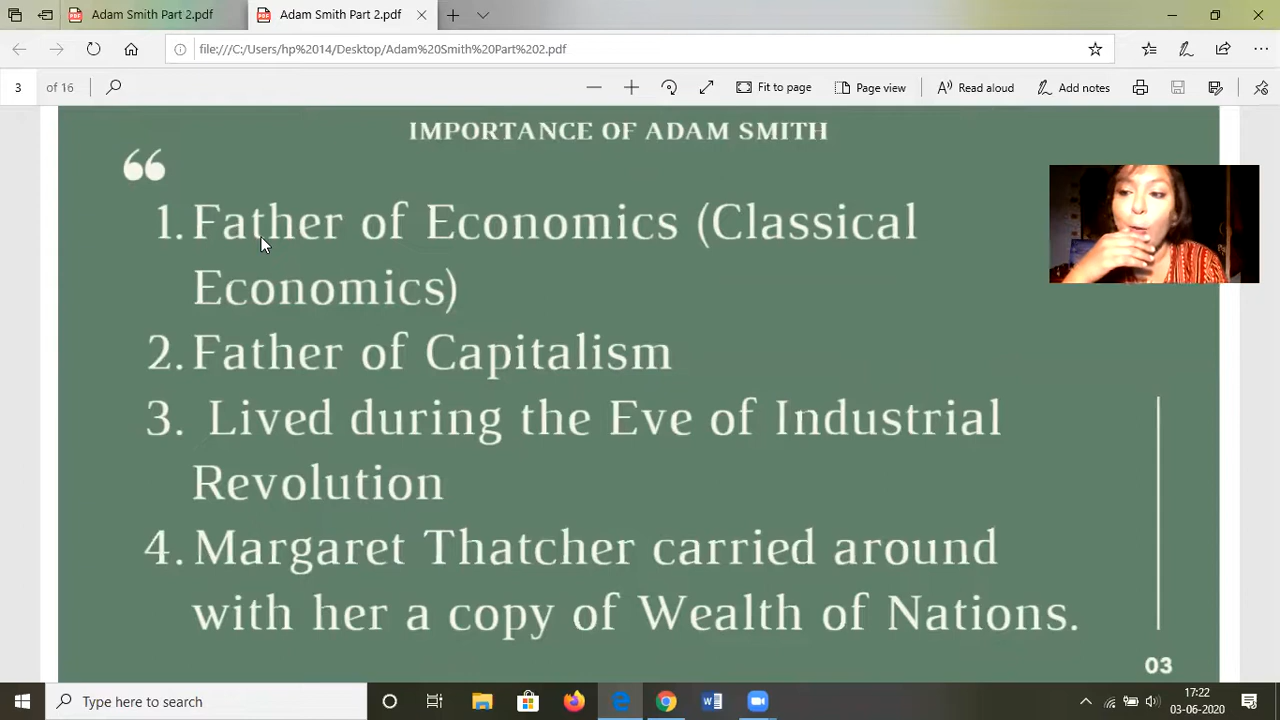 Adam Smith Part 2.pdf
Adam Smith Part 2.pdf
file:///C:/Users/hp%2014/Desktop/Adam%20Smith%20Part%202.pdf
3 of 16
Fit to page
Page view
Read aloud
Add notes
IMPORTANCE OF ADAM SMITH
“
1. Father of Economics (Classical
Economics)
2. Father of Capitalism
3. Lived during the Eve of Industrial
Revolution
4. Margaret Thatcher carried around
with her a copy of Wealth of Nations.
03
Type here to search
17:22
03-06-2020